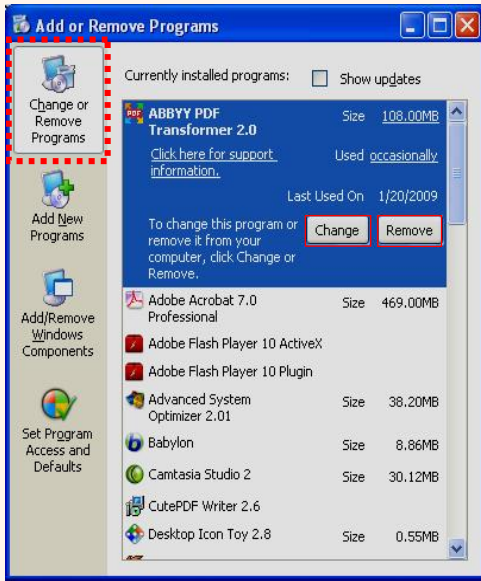 Add or Remove Programs
Currently installed programs:
Show updates
Change or
Remove
Programs
Add New
Programs
Add/Remove
Windows
Components
Set Program
Access and
Defaults
PDF
ABBYY PDF
Transformer 2.0
Size 108.00MB
Click here for support
information.
Used occasionally
Last Used On 1/20/2009
To change this program or
remove it from your
computer, click Change or
Remove.
Change
Remove
Adobe Acrobat 7.0
Professional
Size 469.00MB
Adobe Flash Player 10 ActiveX
Adobe Flash Player 10 Plugin
Advanced System
Optimizer 2.01
Size 38.20MB
Babylon Size 8.86MB
Camtasia Studio 2 Size 30.12MB
CutePDF Writer 2.6
Desktop Icon Toy 2.8 Size 0.55MB